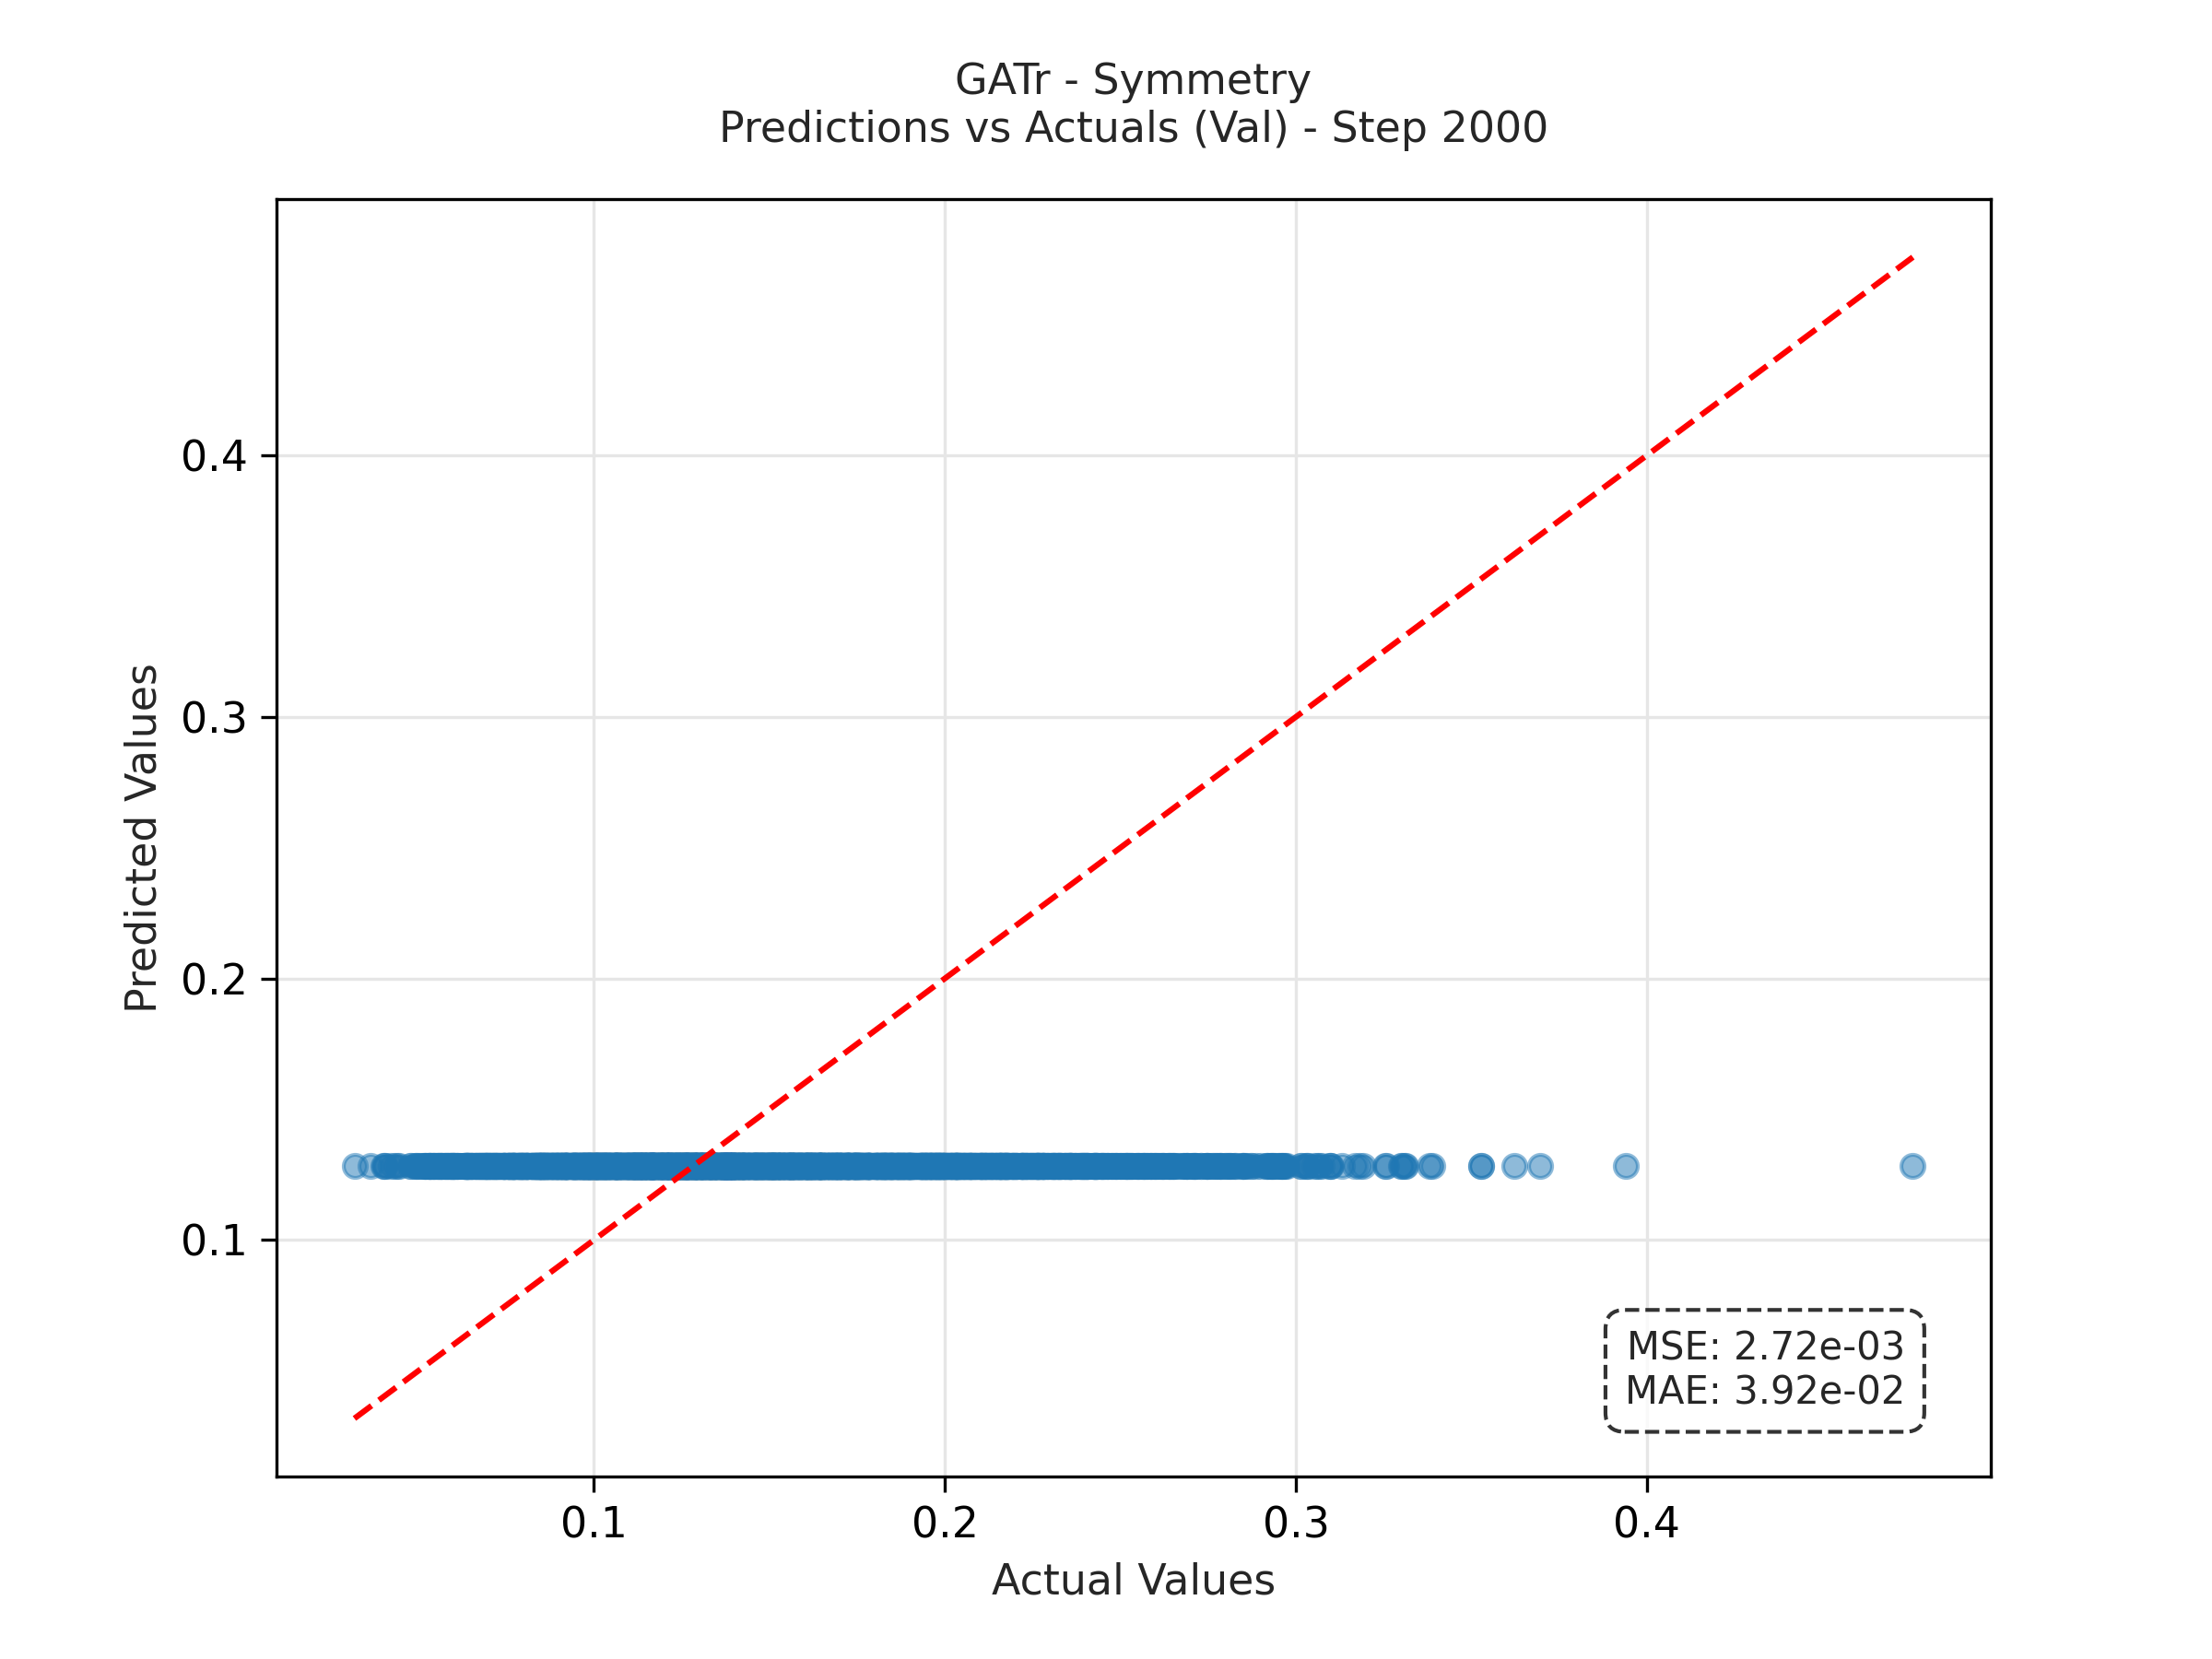 GATr - Symmetry
Predictions vs Actuals (Val) - Step 2000
Predicted Values
0.4
0.3
0.2
0.1
MSE: 2.72e-03
MAE: 3.92e-02
0.1 0.2 0.3 0.4
Actual Values